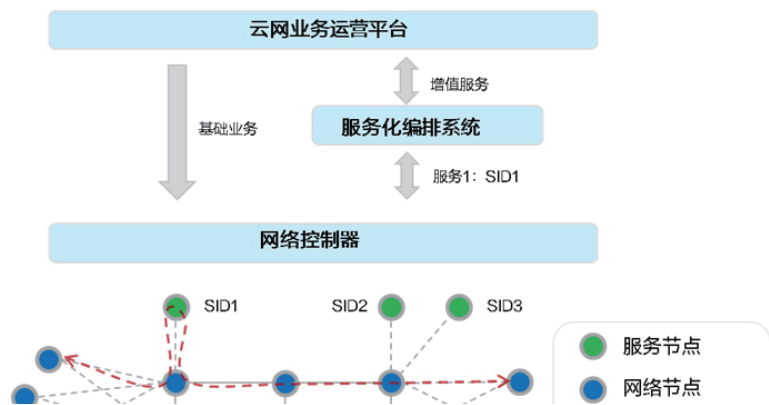 云网业务运营平台
增值服务
基础业务
服务化编排系统
服务1：SID1
网络控制器
SID1
SID2
SID3
服务节点
网络节点